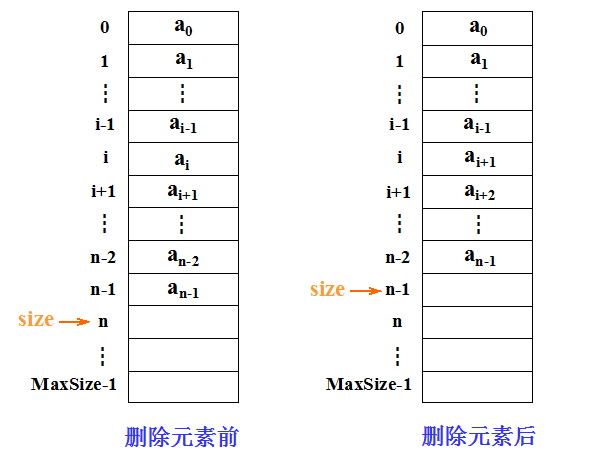 0 a0 0 a0
1 a1 1 a1
⋮ ⋮ ⋮ ⋮
i-1 ai-1 i-1 ai-1
i ai i ai+1
i+1 ai+1 i+1 ai+2
⋮ ⋮ ⋮ ⋮
n-2 an-2 n-2 an-1
n-1 an-1 size n-1
size n n
⋮ ⋮
MaxSize-1 MaxSize-1
删除元素前 删除元素后